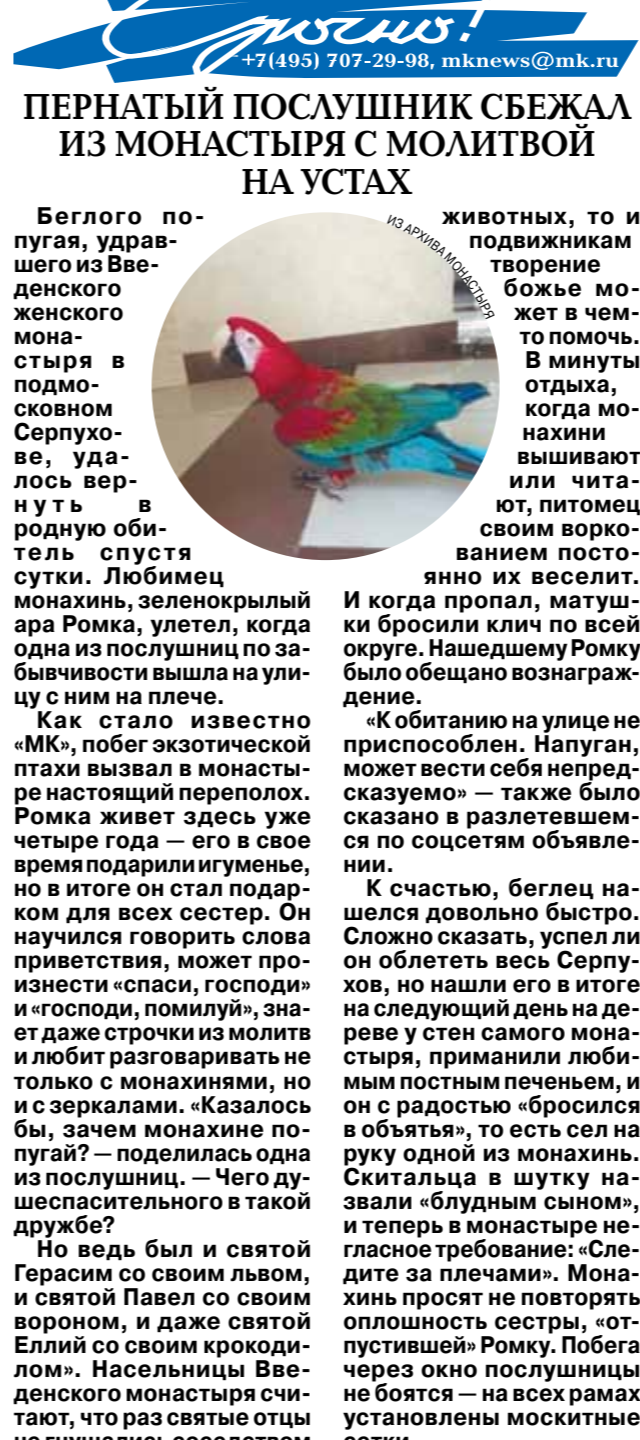 Срочно!
+7(495) 707-29-98, mknews@mk.ru
ПЕРНАТЫЙ ПОСЛУШНИК СБЕЖАЛ
ИЗ МОНАСТЫРЯ С МОЛИТВОЙ
НА УСТАХ
Беглого по-
пугая, удрав-
шего из Вве-
денского
женского
мона-
стыря в
подмо-
сковном
Серпухо-
ве, уда-
лось вер-
нуть в
родную оби-
тель спустя
сутки. Любимец
монахинь, зеленокрылый
ара Ромка, улетел, когда
одна из послушниц по за-
бывчивости вышла на ули-
цу с ним на плече.
Как стало известно
«МК», побег экзотической
птахи вызвал в монасты-
ре настоящий переполох.
Ромка живет здесь уже
четыре года — его в свое
время подарили игуменье,
но в итоге он стал подар-
ком для всех сестер. Он
научился говорить слова
приветствия, может про-
изнести «спаси, господи»
и «господи, помилуй», зна-
ет даже строчки из молитв
и любит разговаривать не
только с монахинями, но
и с зеркалами. «Казалось
бы, зачем монахине по-
пугай? — поделилась одна
из послушниц. — Чего ду-
шеспасительного в такой
дружбе?
Но ведь был и святой
Герасим со своим львом,
и святой Павел со своим
вороном, и даже святой
Еллий со своим крокоди-
лом». Насельницы Вве-
денского монастыря счи-
тают, что раз святые отцы
не гнушались соседством
ИЗ АРХИВА МОНАСТЫРЯ
животных, то и
подвижникам
творение
божье мо-
жет в чем-
то помочь.
В минуты
отдыха,
когда мо-
нахини
вышивают
или чита-
ют, питомец
своим ворко-
ванием посто-
янно их веселит.
И когда пропал, матуш-
ки бросили клич по всей
округе. Нашедшему Ромку
было обещано вознаграж-
дение.
«К обитанию на улице не
приспособлен. Напуган,
может вести себя непред-
сказуемо» — также было
сказано в разлетевшем-
ся по соцсетям объявле-
нии.
К счастью, беглец на-
шелся довольно быстро.
Сложно сказать, успел ли
он облететь весь Серпу-
хов, но нашли его в итоге
на следующий день на де-
реве у стен самого мона-
стыря, приманили люби-
мым постным печеньем, и
он с радостью «бросился
в объятья», то есть сел на
руку одной из монахинь.
Скитальца в шутку на-
звали «блудным сыном»,
и теперь в монастыре не-
гласное требование: «Сле-
дите за плечами». Мона-
хинь просят не повторять
оплошность сестры, «от-
пустившей» Ромку. Побега
через окно послушницы
не боятся — на всех рамах
установлены москитные
сетки.